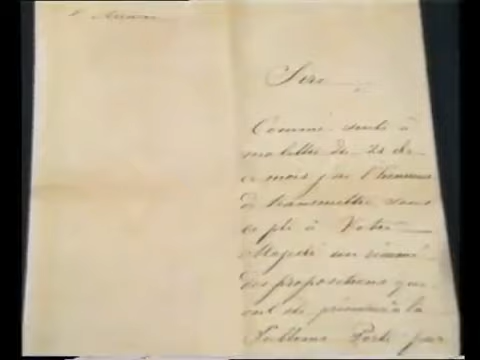 Sire
Comme suite à
ma lettre du 21 de
ce mois j'ai l'honneur
de transmettre sous
ce pli à Votre
Majesté un résumé
des propositions qui
ont été présentées à la
Sublime Porte par